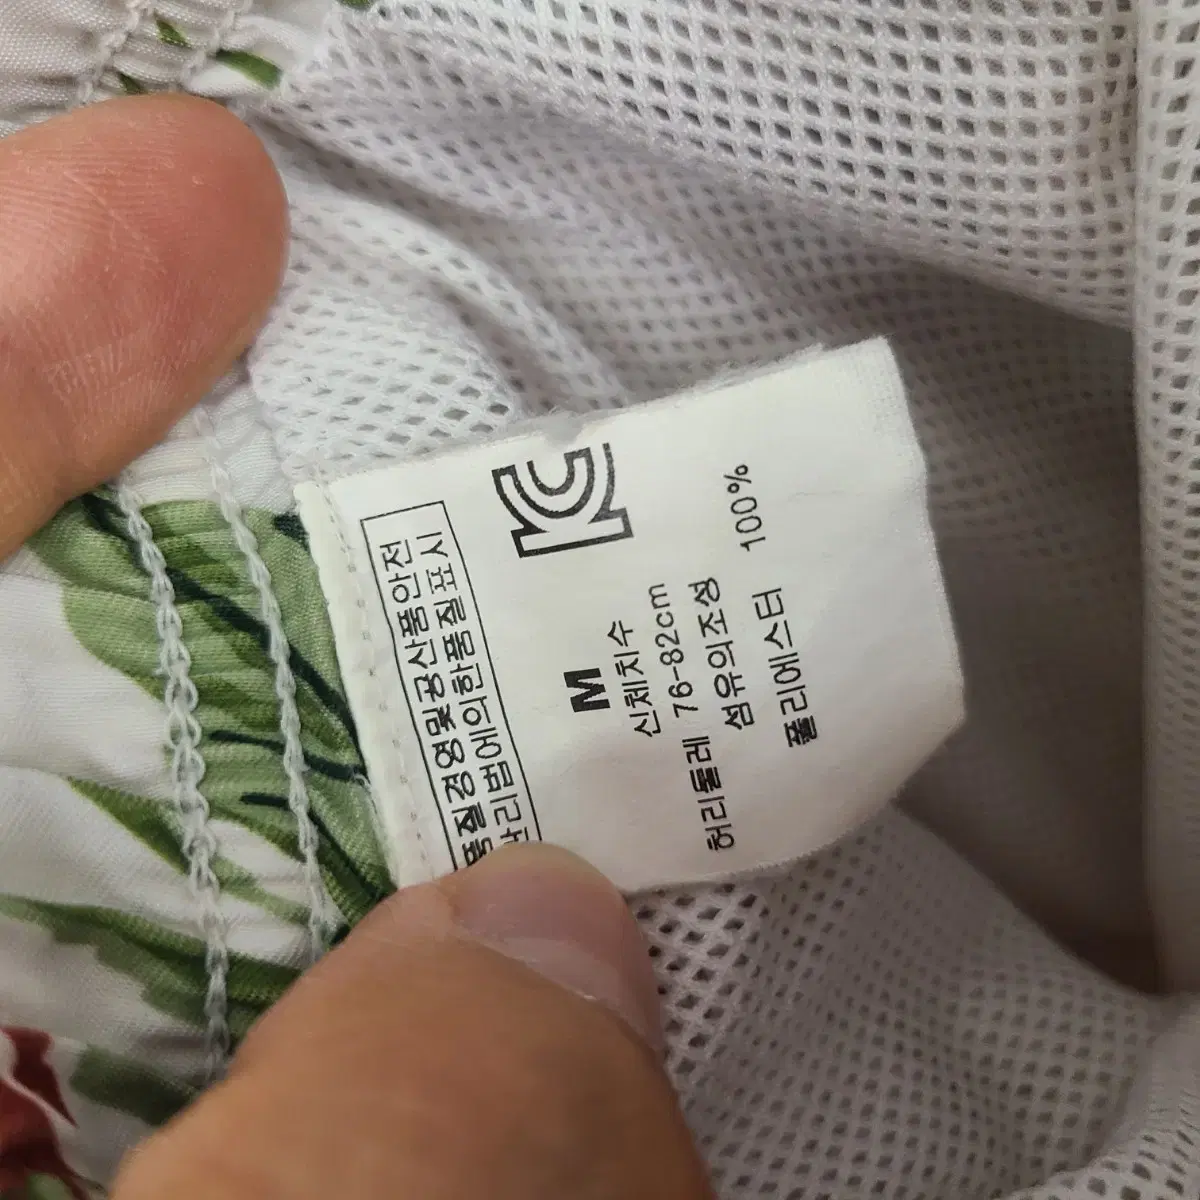 품질경영및공산품안전
관리법에의한품질표시
KC
M
신체치수
허리둘레 76-82cm
섬유의조성
폴리에스터 100%